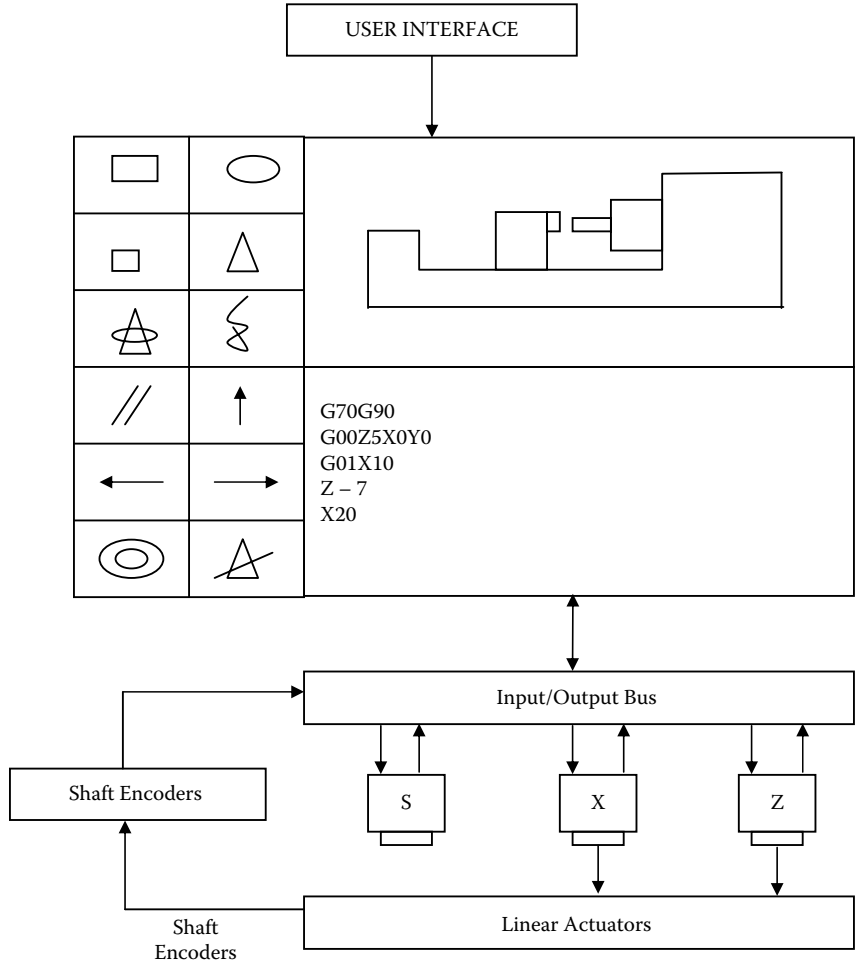 USER INTERFACE
G70G90
G00Z5X0Y0
G01X10
Z – 7
X20
Input/Output Bus
Shaft Encoders
S
X
Z
Linear Actuators
Shaft
Encoders